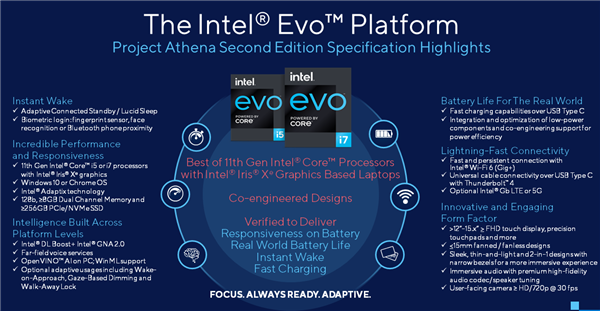 The Intel® Evo™ Platform
Project Athena Second Edition Specification Highlights
Instant Wake
✓ Adaptive Connected Standby / Lucid Sleep
✓ Biometric login: fingerprint sensor, face
recognition or Bluetooth phone proximity
Incredible Performance
and Responsiveness
✓ 11th Gen Intel® Core™ i5 or i7 processors
with Intel® Iris® Xe graphics
✓ Windows 10 or Chrome OS
✓ Intel® Adaptix technology
✓ 128b, ≥8GB Dual Channel Memory and
≥256GB PCIe/NVMe SSD
Intelligence Built Across
Platform Levels
✓ Intel® DL Boost + Intel® GNA 2.0
✓ Far-field voice services
✓ OpenVINO™ AI on PC; WinML support
✓ Optional adaptive usages including Wake-
on-Approach, Gaze-Based Dimming and
Walk-Away Lock
intel
evo
POWERED BY
CORE
i5
intel
evo
POWERED BY
CORE
i7
Best of 11th Gen Intel® Core™ Processors
with Intel® Iris® Xe Graphics Based Laptops
Co-engineered Designs
Verified to Deliver
Responsiveness on Battery
Real World Battery Life
Instant Wake
Fast Charging
Battery Life For The Real World
✓ Fast charging capabilities over USB Type C
✓ Integration and optimization of low-power
components and co-engineering support for
power efficiency
Lightning-Fast Connectivity
✓ Fast and persistent connection with
Intel® Wi-Fi 6 (Gig+)
✓ Universal cable connectivity over USB Type C
with Thunderbolt™ 4
✓ Optional Intel® Gb LTE or 5G
Innovative and Engaging
Form Factor
✓ >12"-15.x" ≥ FHD touch display, precision
touchpads and more
✓ ≤15mm fanned / fanless designs
✓ Sleek, thin-and-light and 2-in-1 designs with
narrow bezels for a more immersive experience
✓ Immersive audio with premium high-fidelity
audio codec/speaker tuning
✓ User-facing camera ≥ HD/720p @ 30 fps
FOCUS. ALWAYS READY. ADAPTIVE.